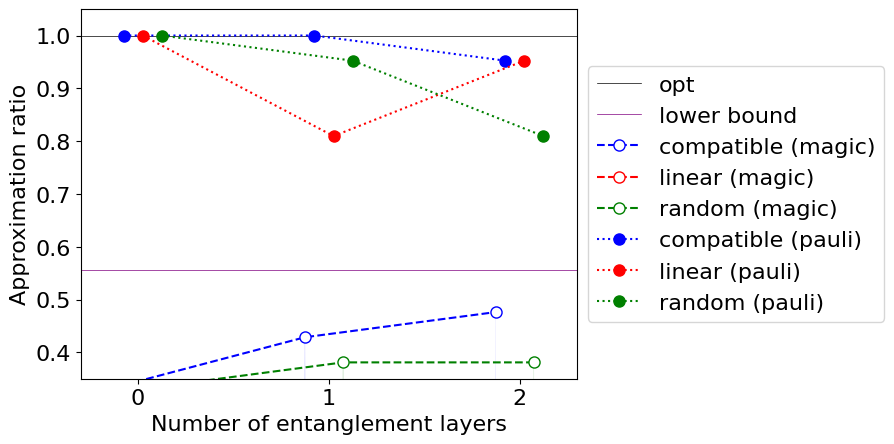 1.0
0.9
0.8
0.7
0.6
0.5
0.4
Approximation ratio
0
1
2
Number of entanglement layers
opt
lower bound
compatible (magic)
linear (magic)
random (magic)
compatible (pauli)
linear (pauli)
random (pauli)